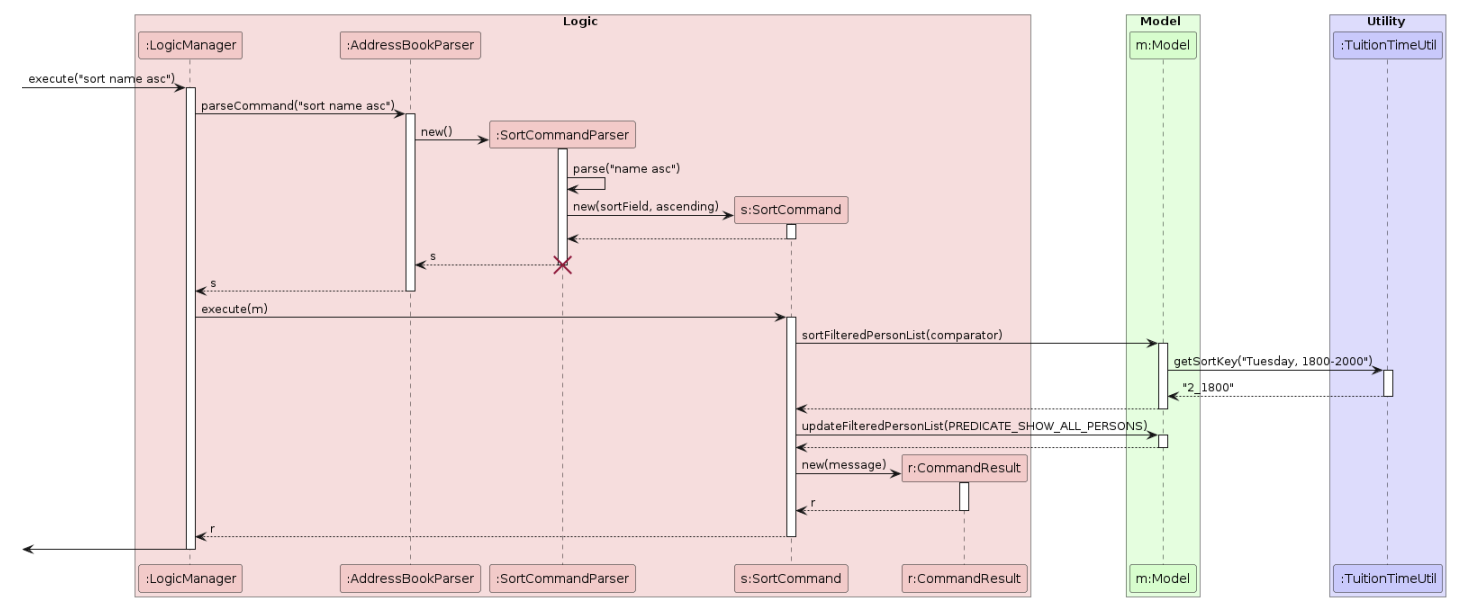 Logic
Model
Utility
:LogicManager
:AddressBookParser
m:Model
:TuitionTimeUtil
execute("sort name asc")
parseCommand("sort name asc")
new()
:SortCommandParser
parse("name asc")
new(sortField, ascending)
s:SortCommand
s
s
execute(m)
sortFilteredPersonList(comparator)
getSortKey("Tuesday, 1800-2000")
"2_1800"
updateFilteredPersonList(PREDICATE_SHOW_ALL_PERSONS)
new(message)
r:CommandResult
r
r
:LogicManager
:AddressBookParser
:SortCommandParser
s:SortCommand
r:CommandResult
m:Model
:TuitionTimeUtil